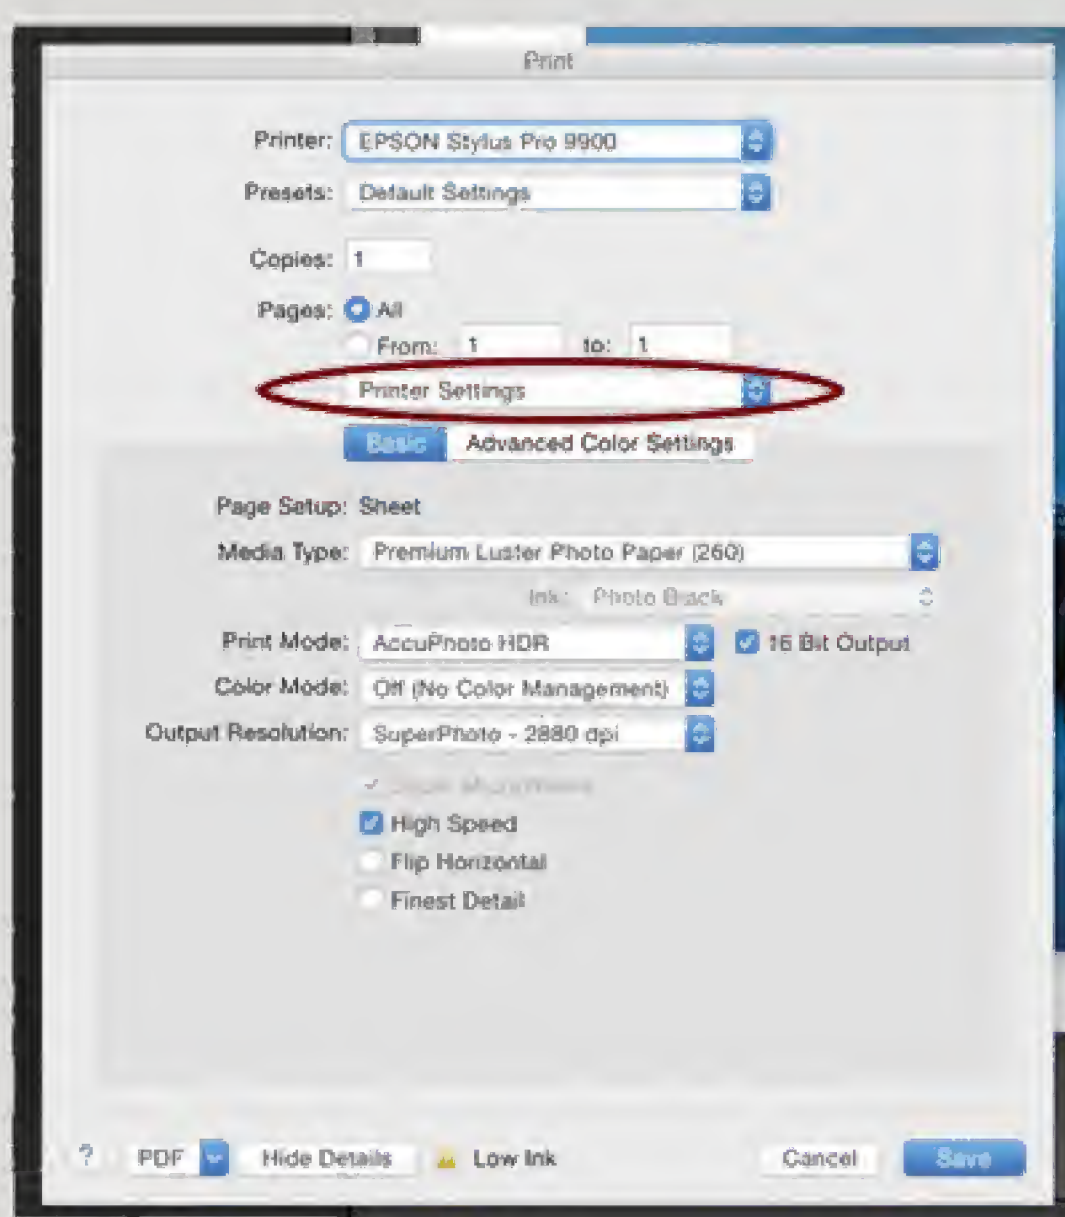 Print
Printer: EPSON Stylus Pro 9900
Presets: Default Settings
Copies: 1
Pages: All
From: 1 to: 1
Printer Settings
Basic Advanced Color Settings
Page Setup: Sheet
Media Type: Premium Luster Photo Paper (260)
Ink: Photo Black
Print Mode: AccuPhoto HDR 16 Bit Output
Color Mode: Off (No Color Management)
Output Resolution: SuperPhoto - 2880 dpi
High Speed
Flip Horizontal
Finest Detail
? PDF Hide Details Low Ink Cancel Save